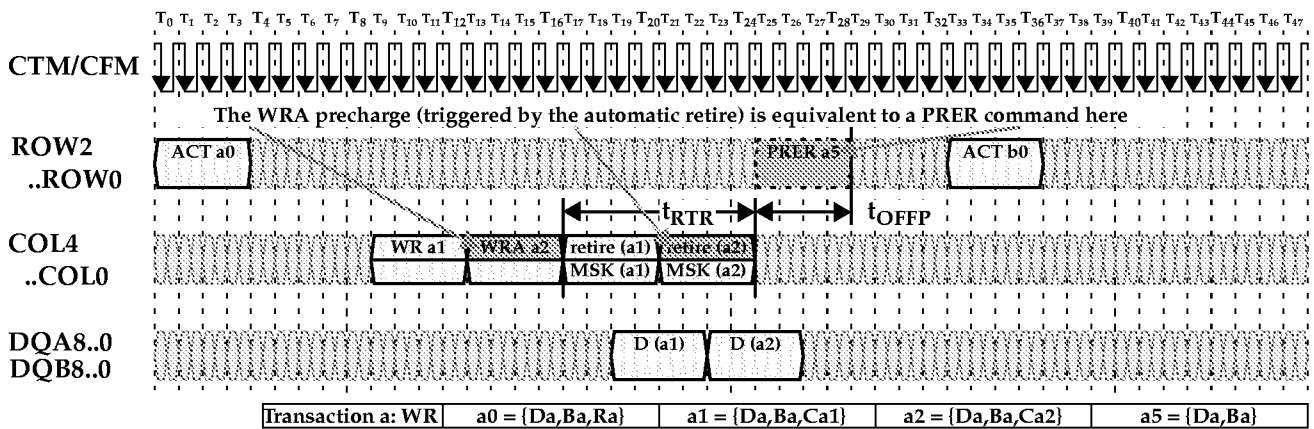 T0 T1 T2 T3 T4 T5 T6 T7 T8 T9 T10 T11 T12 T13 T14 T15 T16 T17 T18 T19 T20 T21 T22 T23 T24 T25 T26 T27 T28 T29 T30 T31 T32 T33 T34 T35 T36 T37 T38 T39 T40 T41 T42 T43 T44 T45 T46 T47
CTM/CFM
The WRA precharge (triggered by the automatic retire) is equivalent to a PRER command here
ROW2 ACT a0 PRER a5 ACT b0
..ROW0
tRTR tOFFP
COL4 WR a1 WRA a2 retire (a1) retire (a2)
..COL0 MSK (a1) MSK (a2)
DQA8..0 D (a1) D (a2)
DQB8..0
Transaction a: WR a0 = {Da,Ba,Ra} a1 = {Da,Ba,Ca1} a2 = {Da,Ba,Ca2} a5 = {Da,Ba}